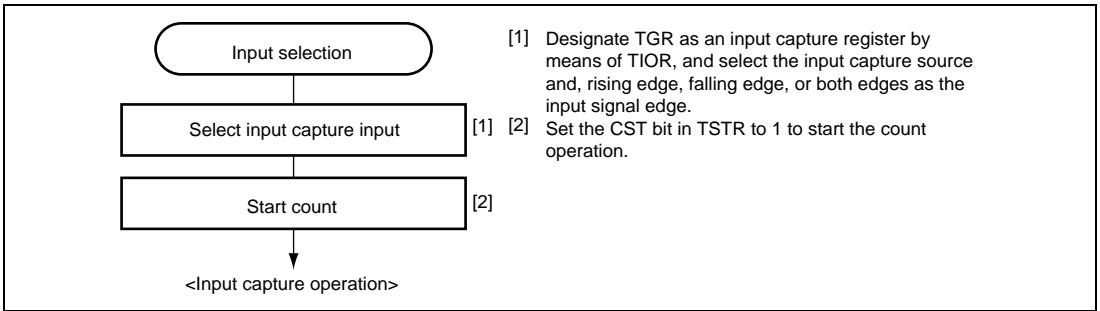 Input selection
Select input capture input
[1]
Start count
[2]
<Input capture operation>
[1] Designate TGR as an input capture register by
means of TIOR, and select the input capture source
and, rising edge, falling edge, or both edges as the
input signal edge.
[2] Set the CST bit in TSTR to 1 to start the count
operation.